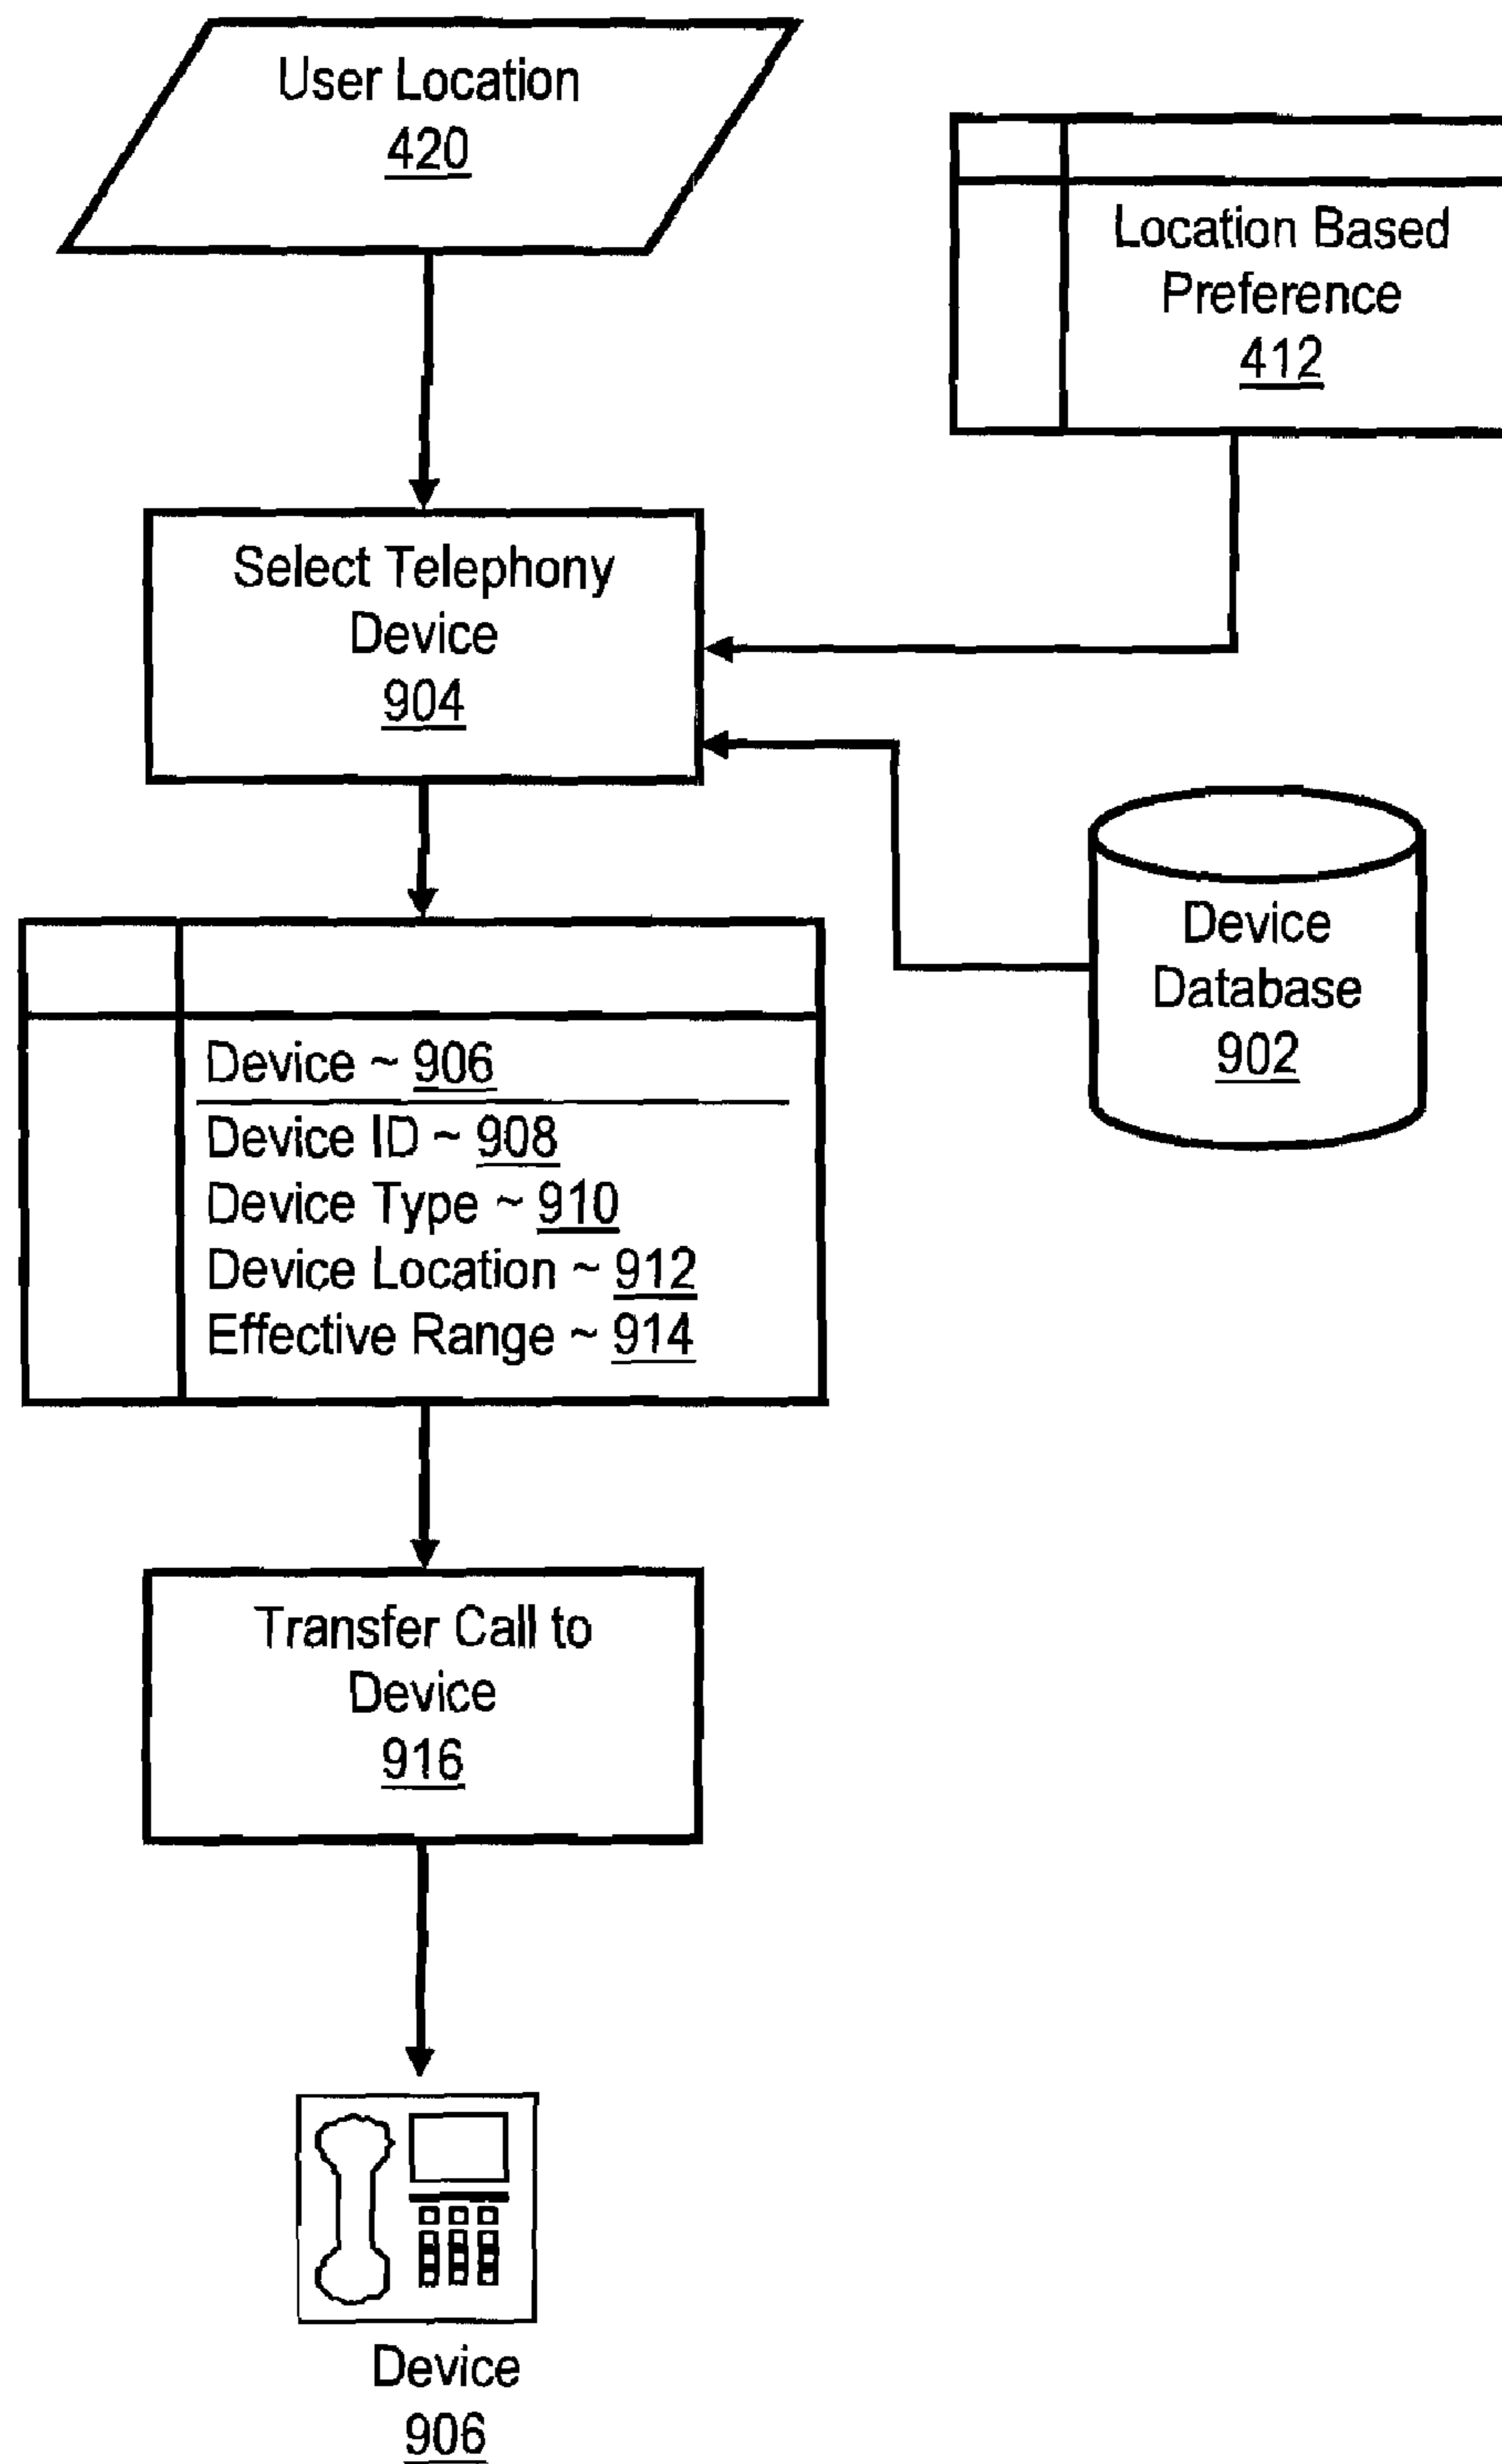 User Location
420
Location Based
Preference
412
Select Telephony
Device
904
Device
Database
902
Device ~ 906
Device ID ~ 908
Device Type ~ 910
Device Location ~ 912
Effective Range ~ 914
Transfer Call to
Device
916
Device
906